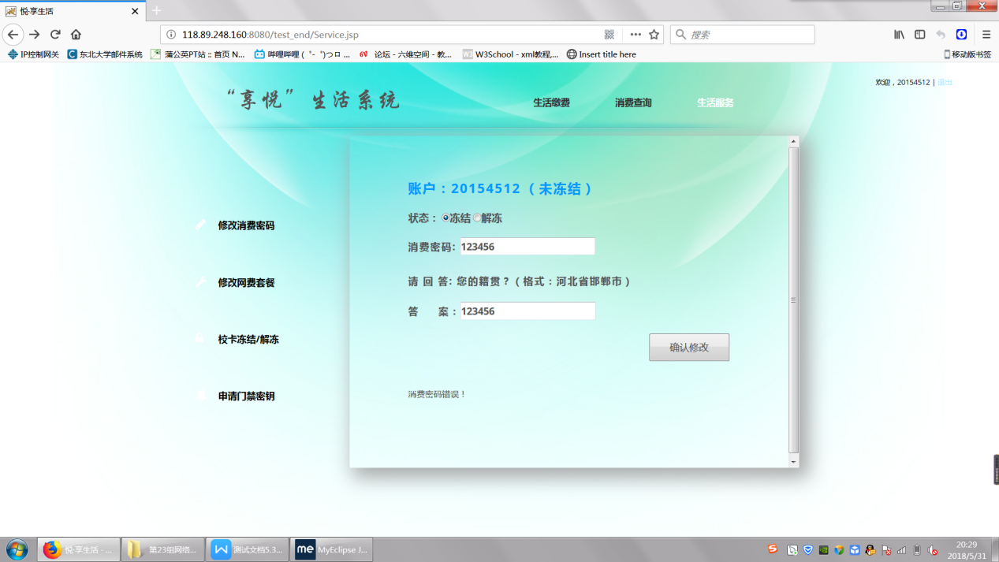 悦·享生活
118.89.248.160:8080/test_end/Service.jsp
搜索
IP控制网关 东北大学邮件系统 蒲公英PT站 :: 首页 N... 哔哩哔哩 ( ゜- ゜)つロ ... 论坛 - 六维空间 - 教... W3School - xml教程,... Insert title here 移动版书签
欢迎，20154512 | 退出
“享悦”生活系统
生活缴费 消费查询 生活服务
账户：20154512 （ 未冻结 ）
状态： 冻结 解冻
修改消费密码
消费密码: 123456
请 回 答: 您的籍贯？（ 格式：河北省邯郸市 ）
修改网费套餐
答 案： 123456
校卡冻结/解冻
确认修改
消费密码错误！
申请门禁密钥
悦·享生活 - ... 第23组网络... 测试文档5.3... me MyEclipse J...
20:29
2018/5/31